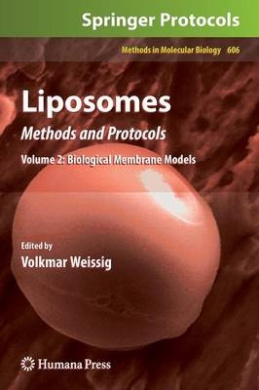 Springer Protocols
Methods in Molecular Biology 606
Liposomes
Methods and Protocols
Volume 2: Biological Membrane Models
Edited by
Volkmar Weissig
Humana Press